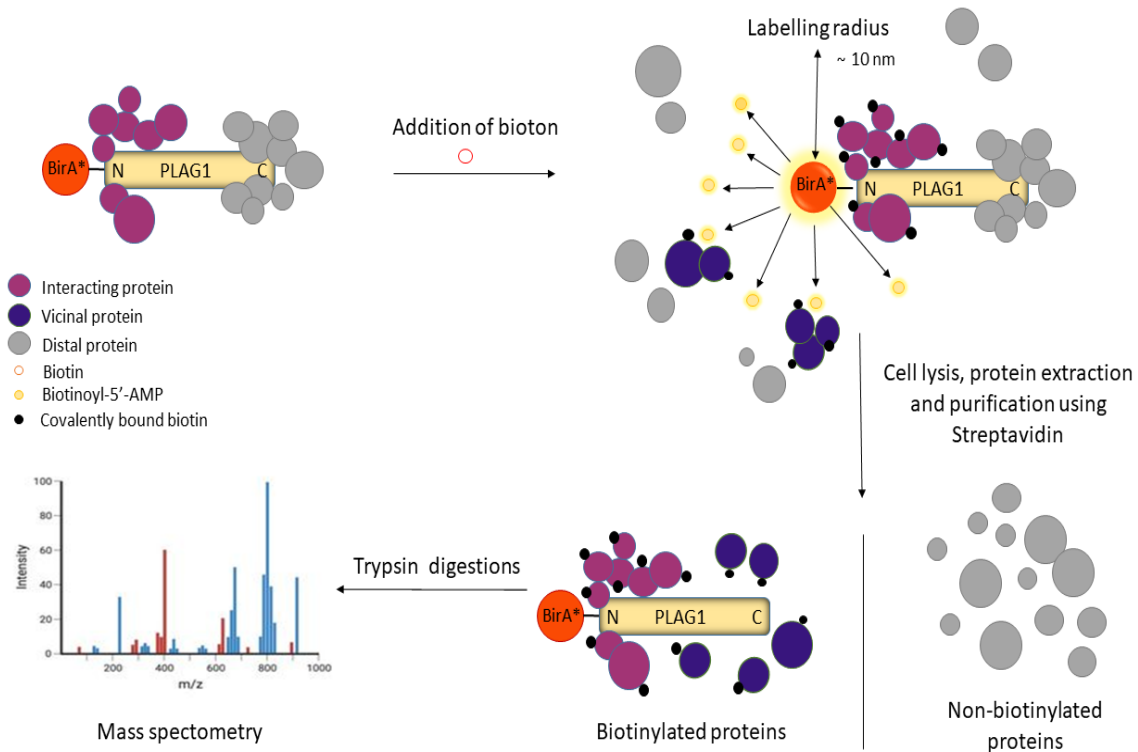 Labelling radius
~ 10 nm
BirA*
N
PLAG1
C
Addition of bioton
BirA*
N
PLAG1
C
Interacting protein
Vicinal protein
Distal protein
Biotin
Biotinoyl-5'-AMP
Covalently bound biotin
Cell lysis, protein extraction
and purification using
Streptavidin
100
80
60
40
20
0
Intensity
200
400
600
800
1000
m/z
Mass spectometry
Trypsin digestions
BirA*
N
PLAG1
C
Biotinylated proteins
Non-biotinylated
proteins